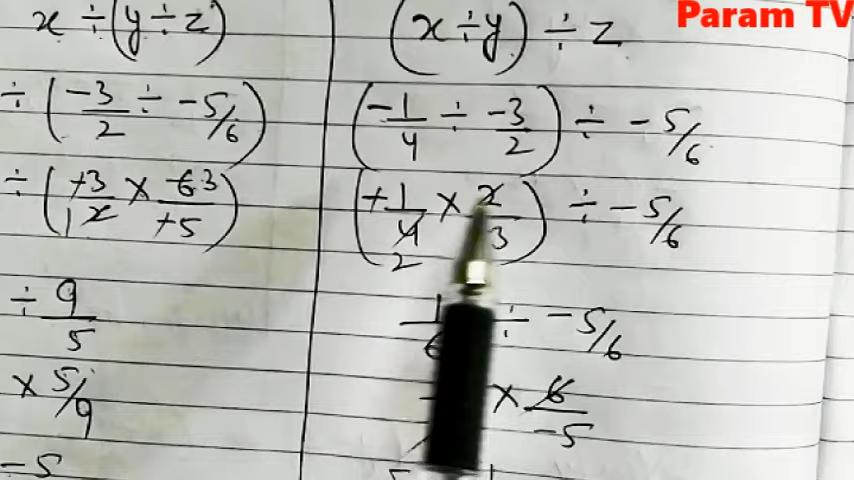 Param TV
x ÷ (y ÷ z)
÷ (-3/2 ÷ -5/6)
÷ (+3/2 1 × -6 3/+5)
÷ 9/5
× 5/9
-5
(x ÷ y) ÷ z
(-1/4 ÷ -3/2) ÷ -5/6
(+1/4 2 × 2/3) ÷ -5/6
1/6 ÷ -5/6
× 6/-5